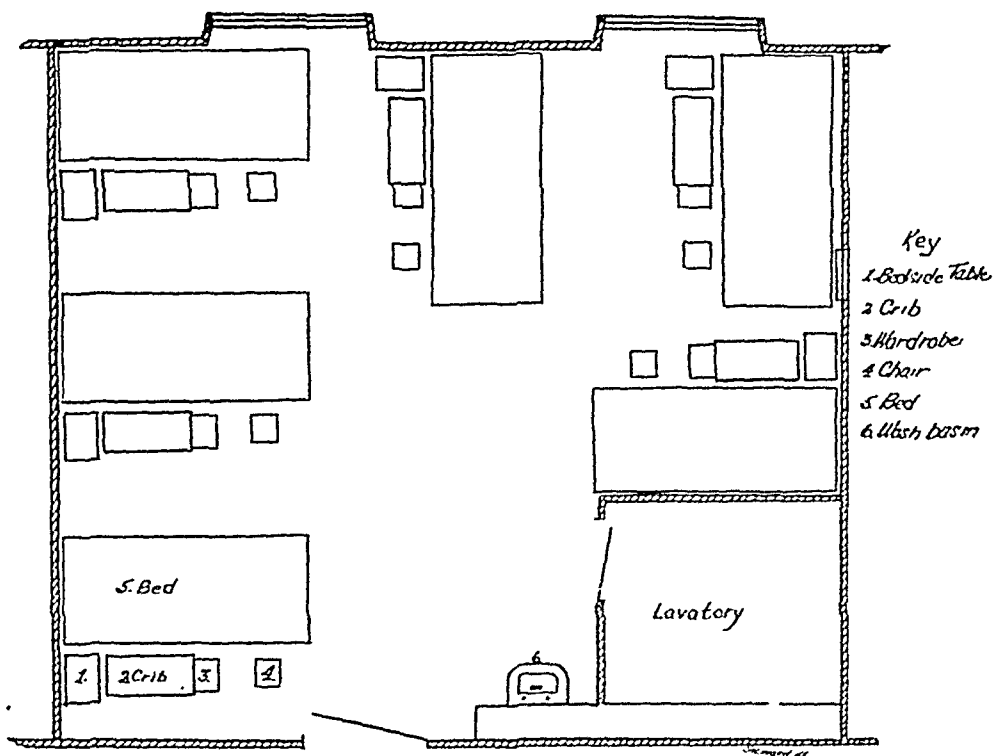 Key
1. Bedside Table
2 Crib
3. Wardrobe
4 Chair
5 Bed
6. Wash basin
5. Bed
Lavatory
6
1.
2 Crib
3.
4